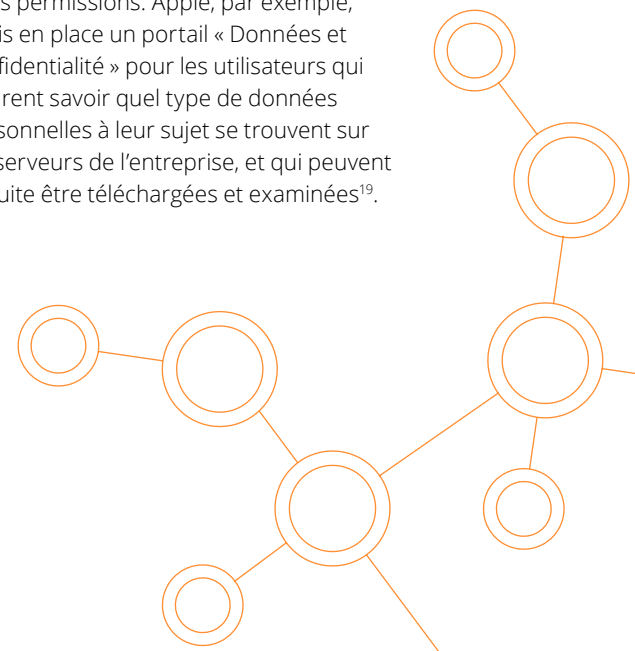 s permissions. Apple, par exemple,
is en place un portail « Données et
fidentialité » pour les utilisateurs qui
rent savoir quel type de données
sonnelles à leur sujet se trouvent sur
serveurs de l’entreprise, et qui peuvent
uite être téléchargées et examinées¹⁹.